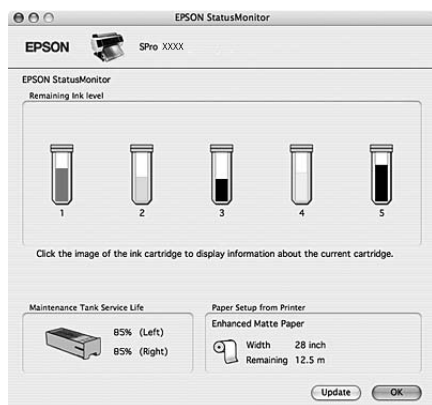 EPSON StatusMonitor
EPSON SPro XXXX
EPSON StatusMonitor
Remaining Ink level
1 2 3 4 5
Click the image of the ink cartridge to display information about the current cartridge.
Maintenance Tank Service Life
85% (Left)
85% (Right)
Paper Setup from Printer
Enhanced Matte Paper
Width 28 inch
Remaining 12.5 m
Update OK